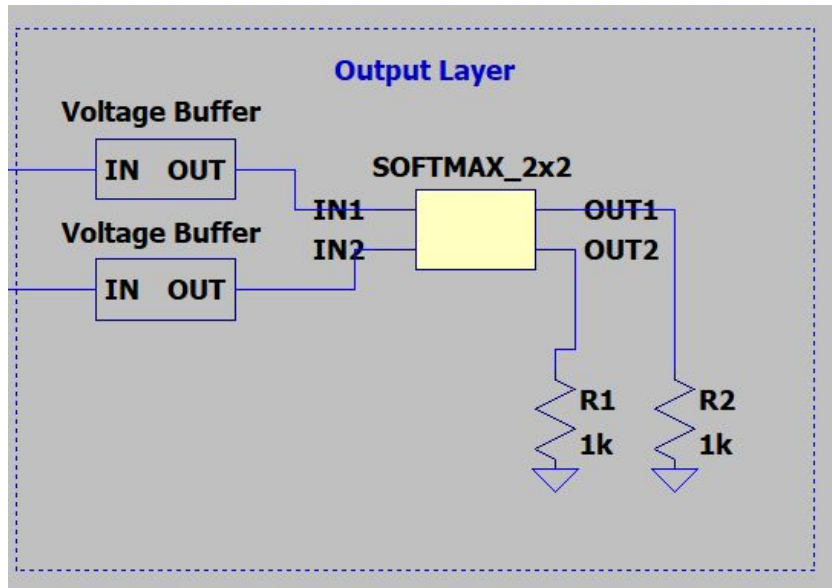 Output Layer
Voltage Buffer
IN OUT
SOFTMAX_2x2
IN1
OUT1
Voltage Buffer
IN2
OUT2
IN OUT
R1
1k
R2
1k